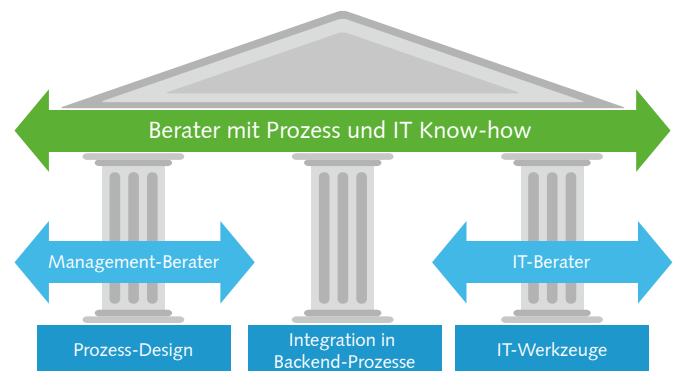 Berater mit Prozess und IT Know-how
Management-Berater
IT-Berater
Prozess-Design
Integration in
Backend-Prozesse
IT-Werkzeuge